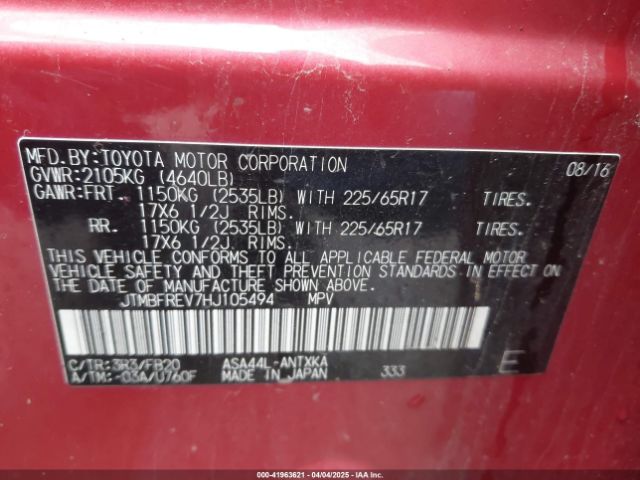 MFD.BY:TOYOTA MOTOR CORPORATION 08/16
GVWR:2105KG (4640LB)
GAWR:FRT. 1150KG (2535LB) WITH 225/65R17 TIRES.
17X6 1/2J RIMS.
RR. 1150KG (2535LB) WITH 225/65R17 TIRES.
17X6 1/2J RIMS.
THIS VEHICLE CONFORMS TO ALL APPLICABLE FEDERAL MOTOR
VEHICLE SAFETY AND THEFT PREVENTION STANDARDS IN EFFECT
ON THE DATE OF MANUFACTURE SHOWN ABOVE.
JTMBFREV7HJ105494 MPV
C/TR:3R3/FB20 ASA44L-ANTXKA E
A/TM:-03A/U760F MADE IN JAPAN 333
000-41963621 - 04/04/2025 - IAAI.com